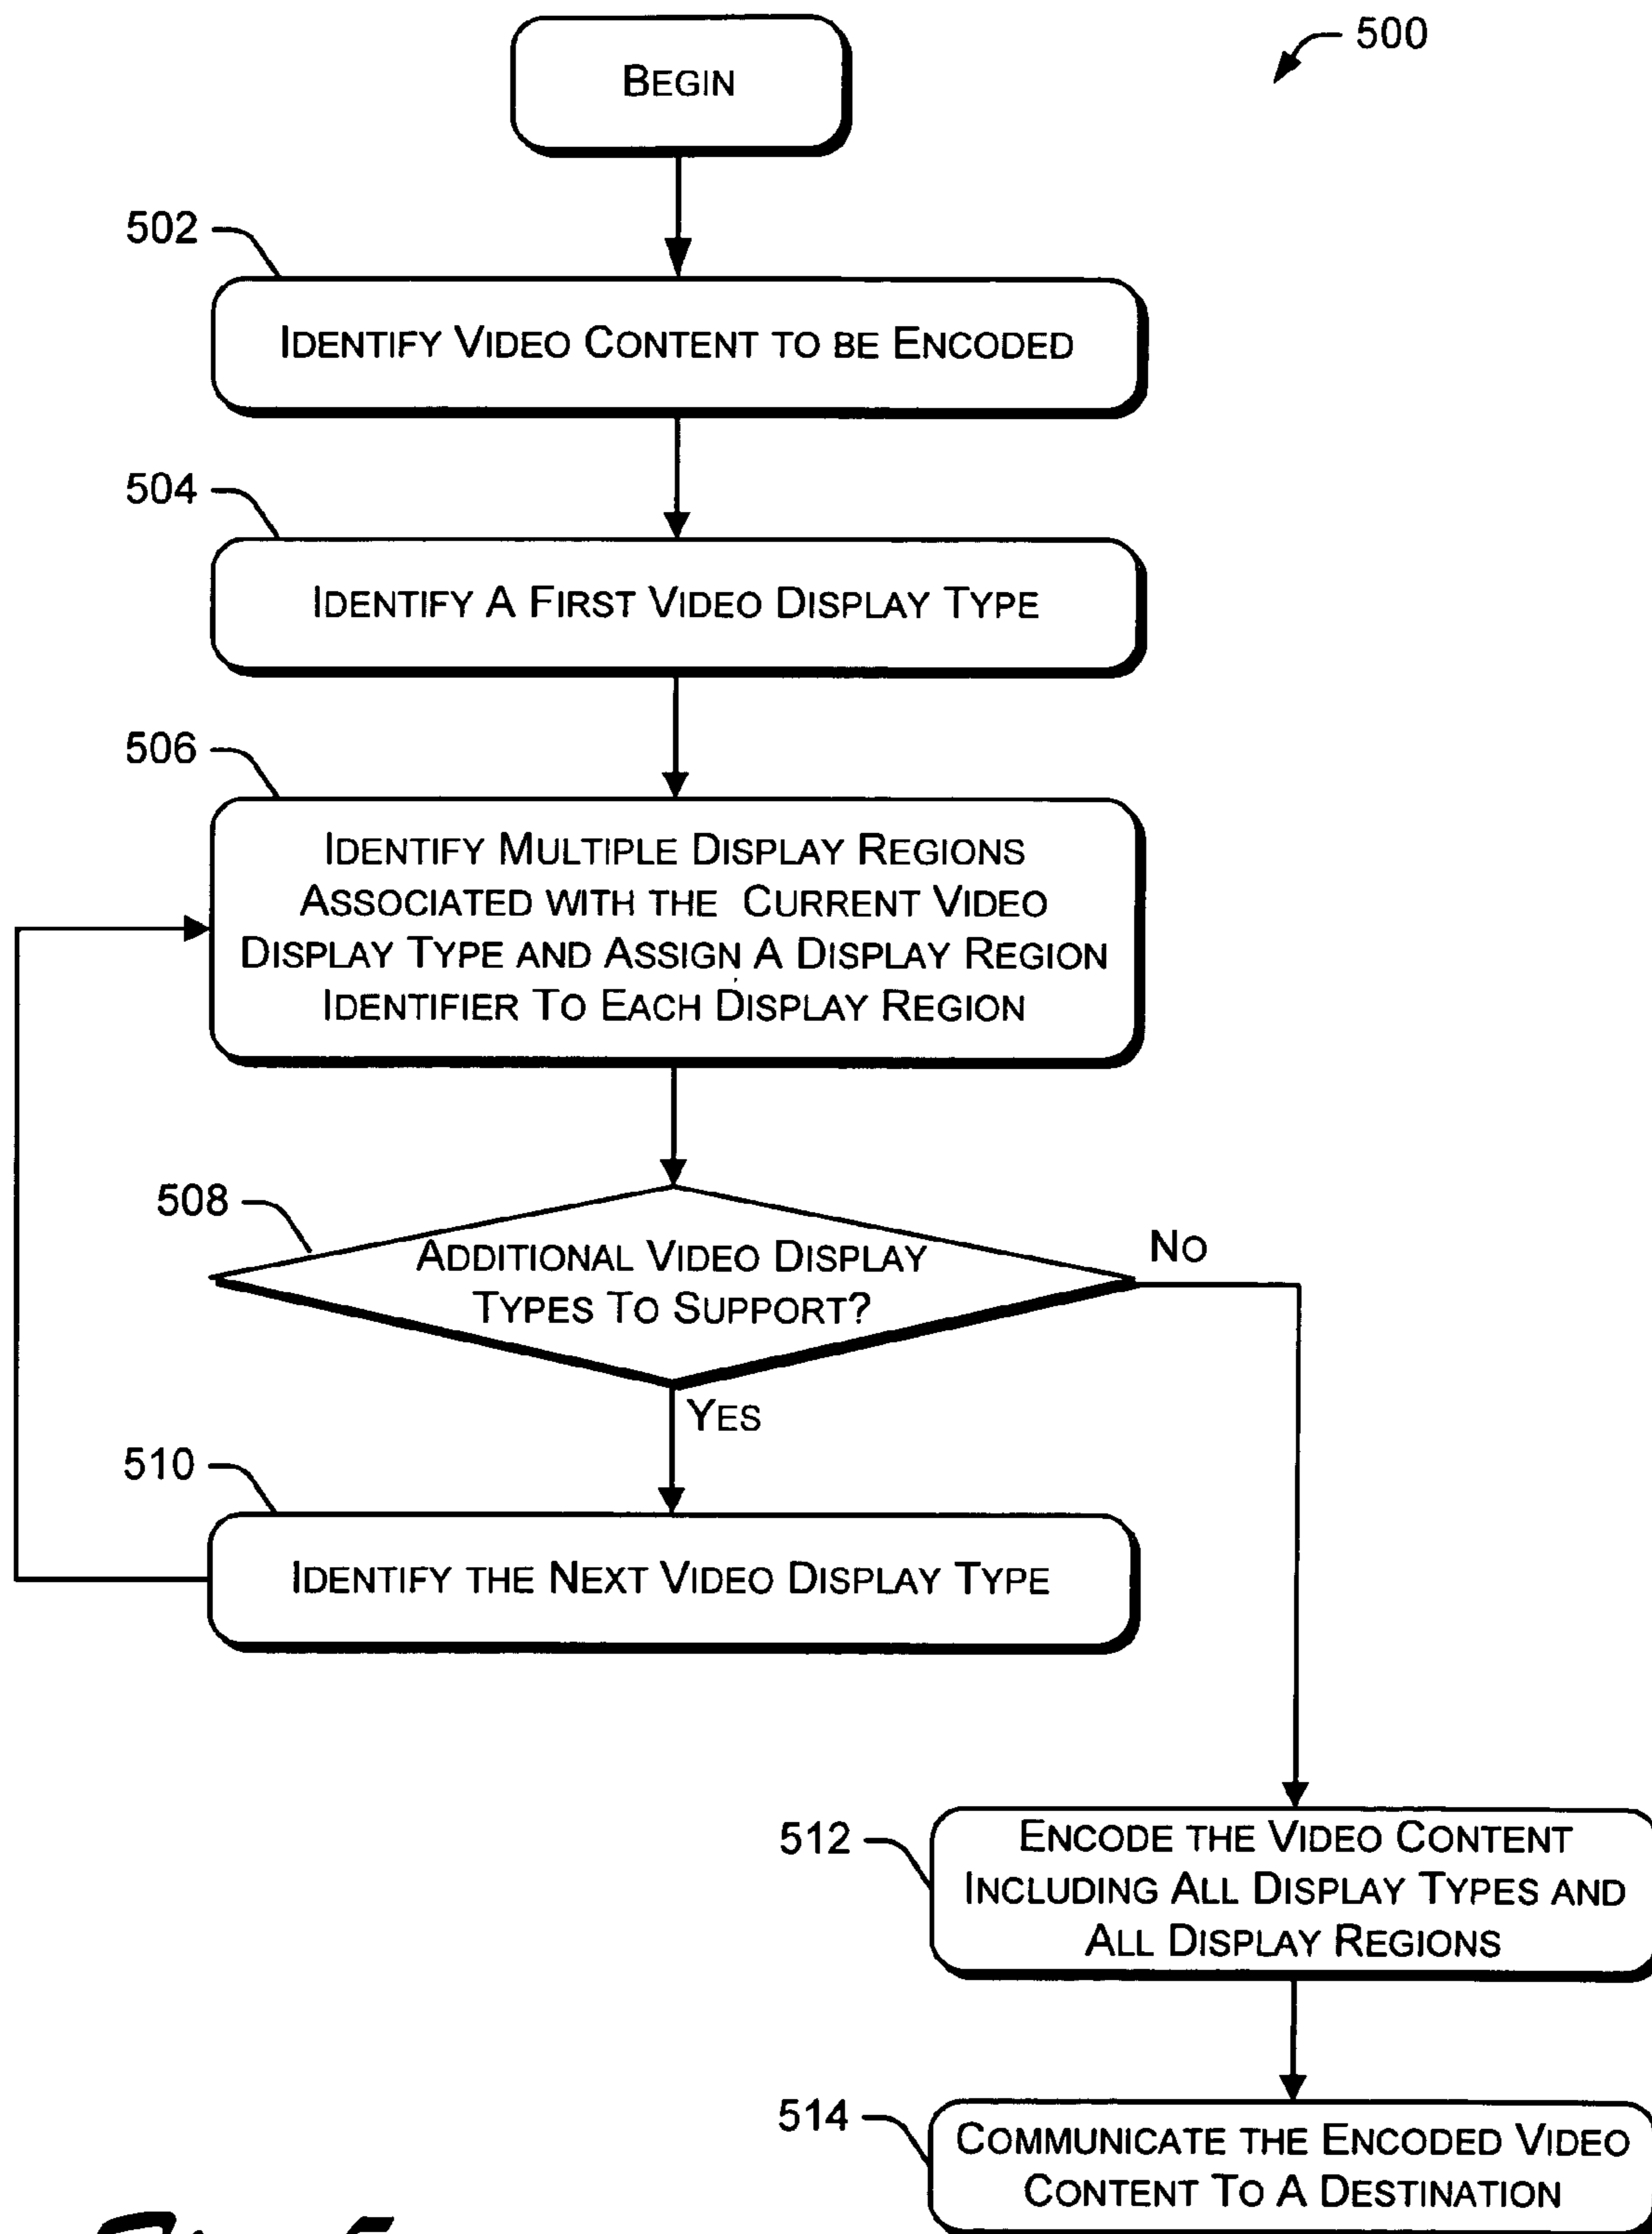 500
BEGIN
502
IDENTIFY VIDEO CONTENT TO BE ENCODED
504
IDENTIFY A FIRST VIDEO DISPLAY TYPE
506
IDENTIFY MULTIPLE DISPLAY REGIONS
ASSOCIATED WITH THE CURRENT VIDEO
DISPLAY TYPE AND ASSIGN A DISPLAY REGION
IDENTIFIER TO EACH DISPLAY REGION
508
ADDITIONAL VIDEO DISPLAY
TYPES TO SUPPORT?
NO
YES
510
IDENTIFY THE NEXT VIDEO DISPLAY TYPE
512
ENCODE THE VIDEO CONTENT
INCLUDING ALL DISPLAY TYPES AND
ALL DISPLAY REGIONS
514
COMMUNICATE THE ENCODED VIDEO
CONTENT TO A DESTINATION